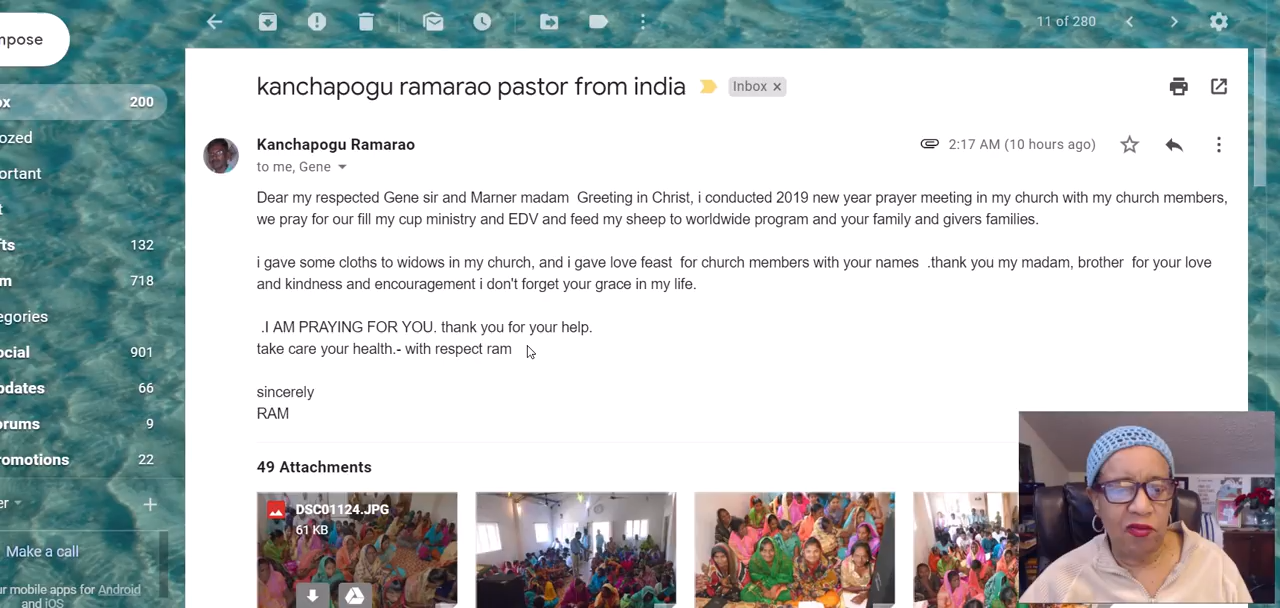 mpose
11 of 280
x 200
ozed
ortant
t
fts 132
m 718
egories
ocial 901
pdates 66
orums 9
romotions 22
er
Make a call
ur mobile apps for Android
and iOS
kanchapogu ramarao pastor from india
Inbox x
Kanchapogu Ramarao
2:17 AM (10 hours ago)
to me, Gene
Dear my respected Gene sir and Marner madam  Greeting in Christ, i conducted 2019 new year prayer meeting in my church with my church members,
we pray for our fill my cup ministry and EDV and feed my sheep to worldwide program and your family and givers families.
i gave some cloths to widows in my church, and i gave love feast  for church members with your names  .thank you my madam, brother  for your love
and kindness and encouragement i don't forget your grace in my life.
.I AM PRAYING FOR YOU. thank you for your help.
take care your health.- with respect ram
sincerely
RAM
49 Attachments
DSC01124.JPG
61 KB